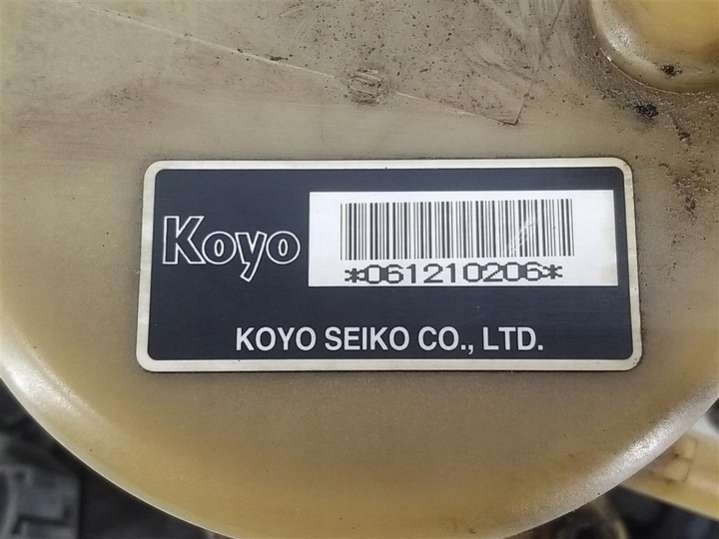 Koyo
*061210206*
KOYO SEIKO CO., LTD.